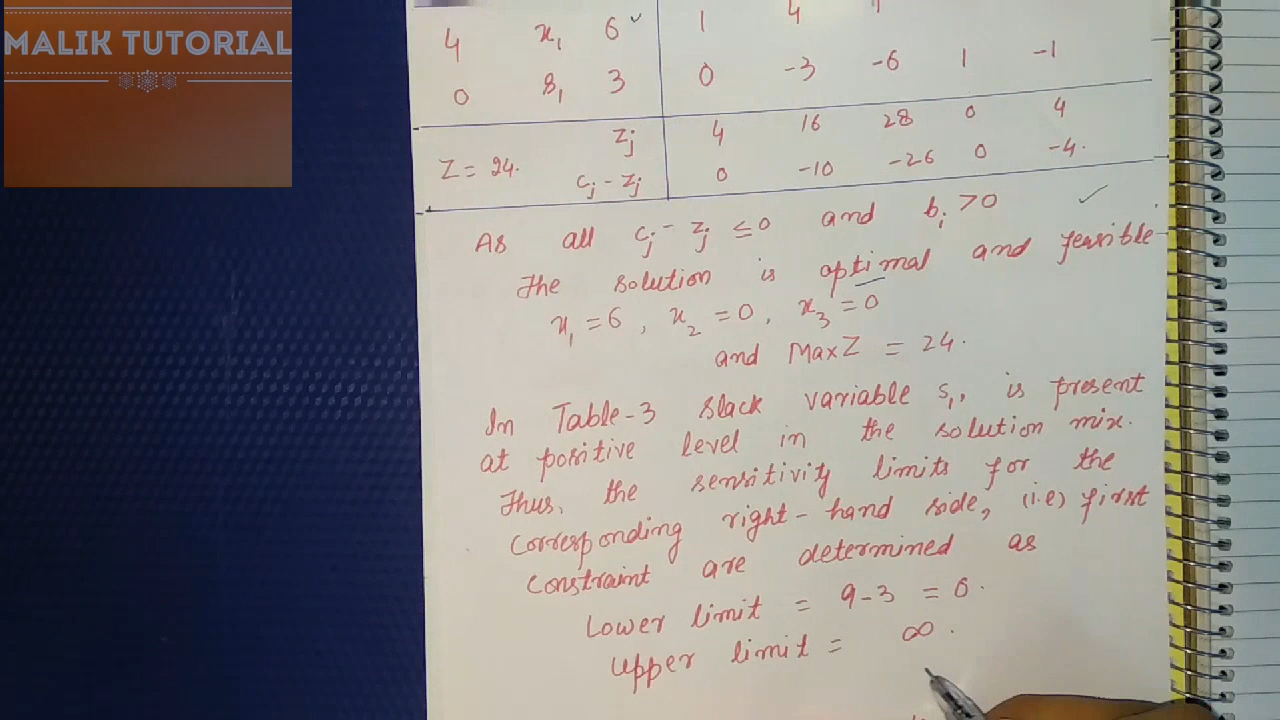 MALIK TUTORIAL
4 x₁ 6 ✓ 1 4
0 s₁ 3 0 -3 -6 1 -1
Zj 4 16 28 0 4
Z = 24. cj - zj 0 -10 -26 0 -4.
As all cj - zj ≤ 0 and bi > 0 ✓
The solution is optimal and feasible
x₁ = 6, x₂ = 0, x₃ = 0
and Max Z = 24.
In Table-3 slack variable s₁, is present
at positive level in the solution mix.
Thus, the sensitivity limits for the
corresponding right-hand side, (i.e) first
constraint are determined as
Lower limit = 9-3 = 6.
Upper limit = ∞.